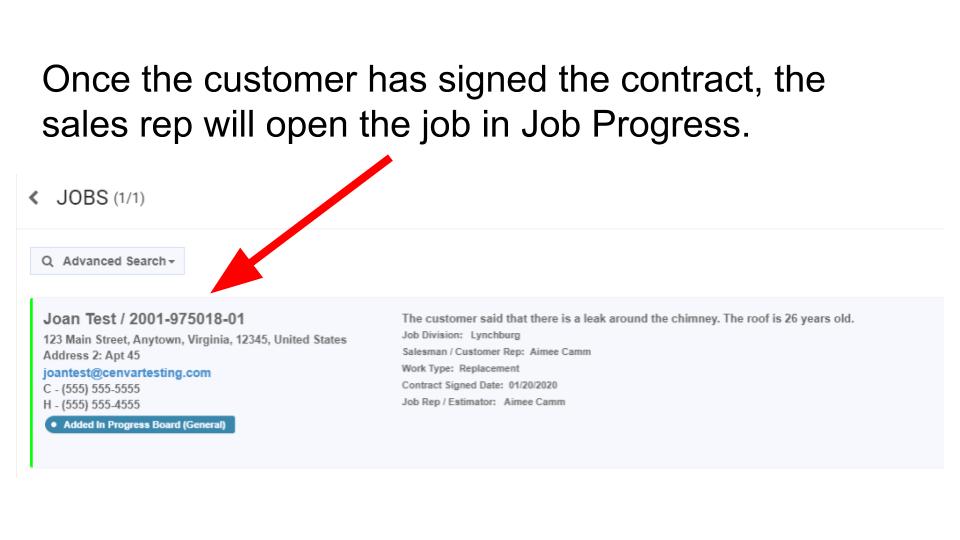 Once the customer has signed the contract, the
sales rep will open the job in Job Progress.
JOBS (1/1)
Advanced Search
Joan Test / 2001-975018-01
123 Main Street, Anytown, Virginia, 12345, United States
Address 2: Apt 45
joantest@cenvartesting.com
C - (555) 555-5555
H - (555) 555-4555
Added In Progress Board (General)
The customer said that there is a leak around the chimney. The roof is 26 years old.
Job Division: Lynchburg
Salesman / Customer Rep: Aimee Camm
Work Type: Replacement
Contract Signed Date: 01/20/2020
Job Rep / Estimator: Aimee Camm